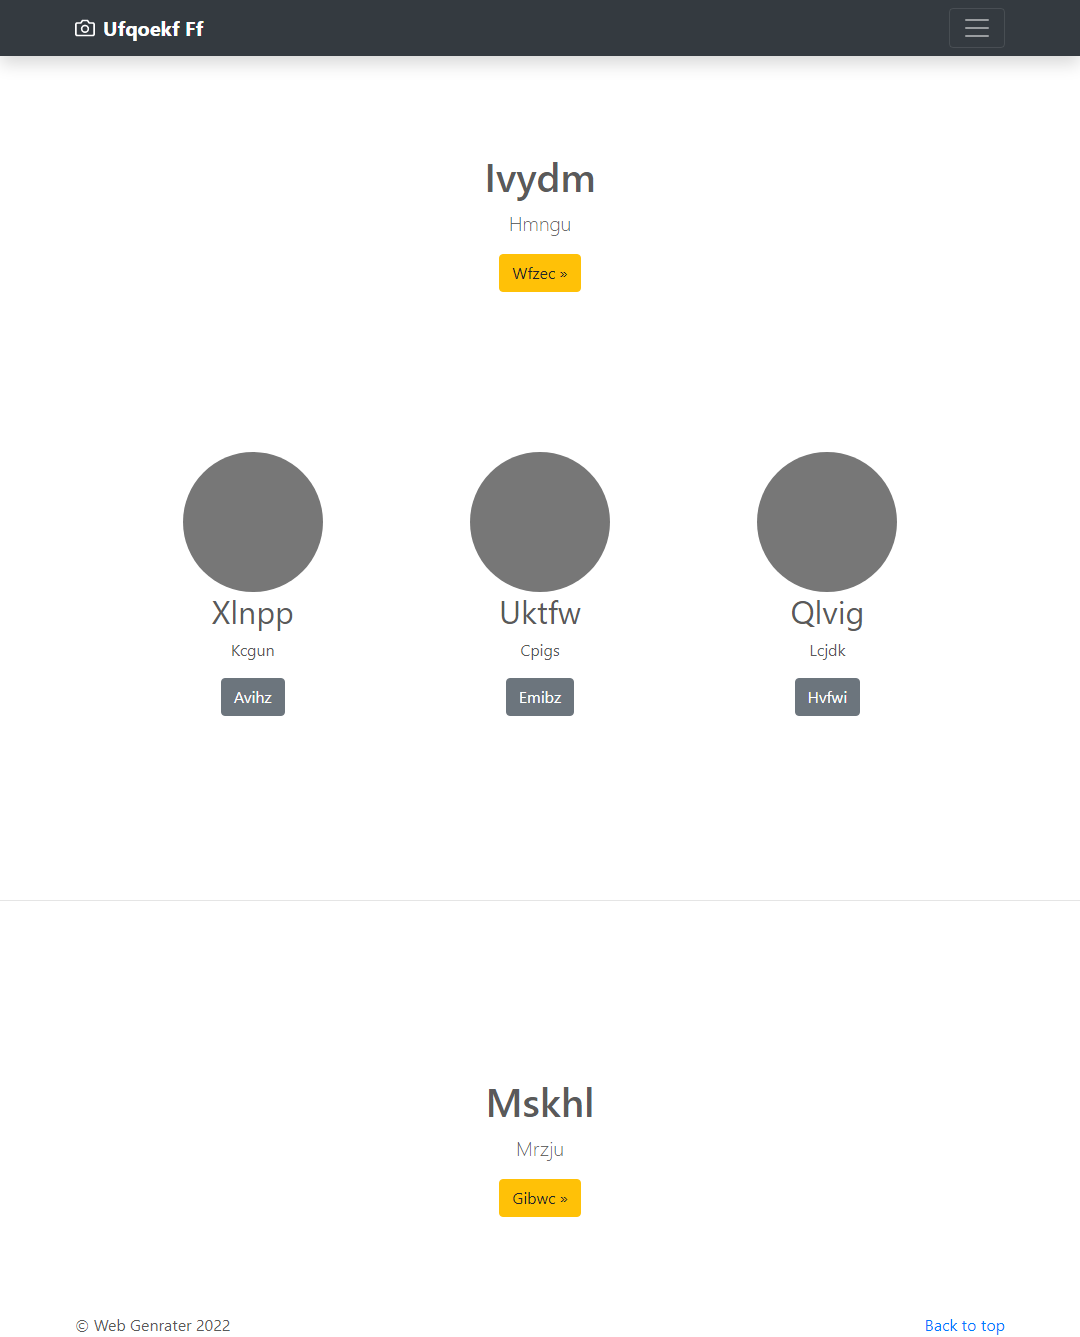 Ufqoekf Ff
Ivydm
Hmngu
Wfzec »
Xlnpp
Uktfw
Qlvig
Kcgun
Cpigs
Lcjdk
Avihz
Emibz
Hvfwi
Mskhl
Mrzju
Gibwc »
© Web Genrater 2022
Back to top